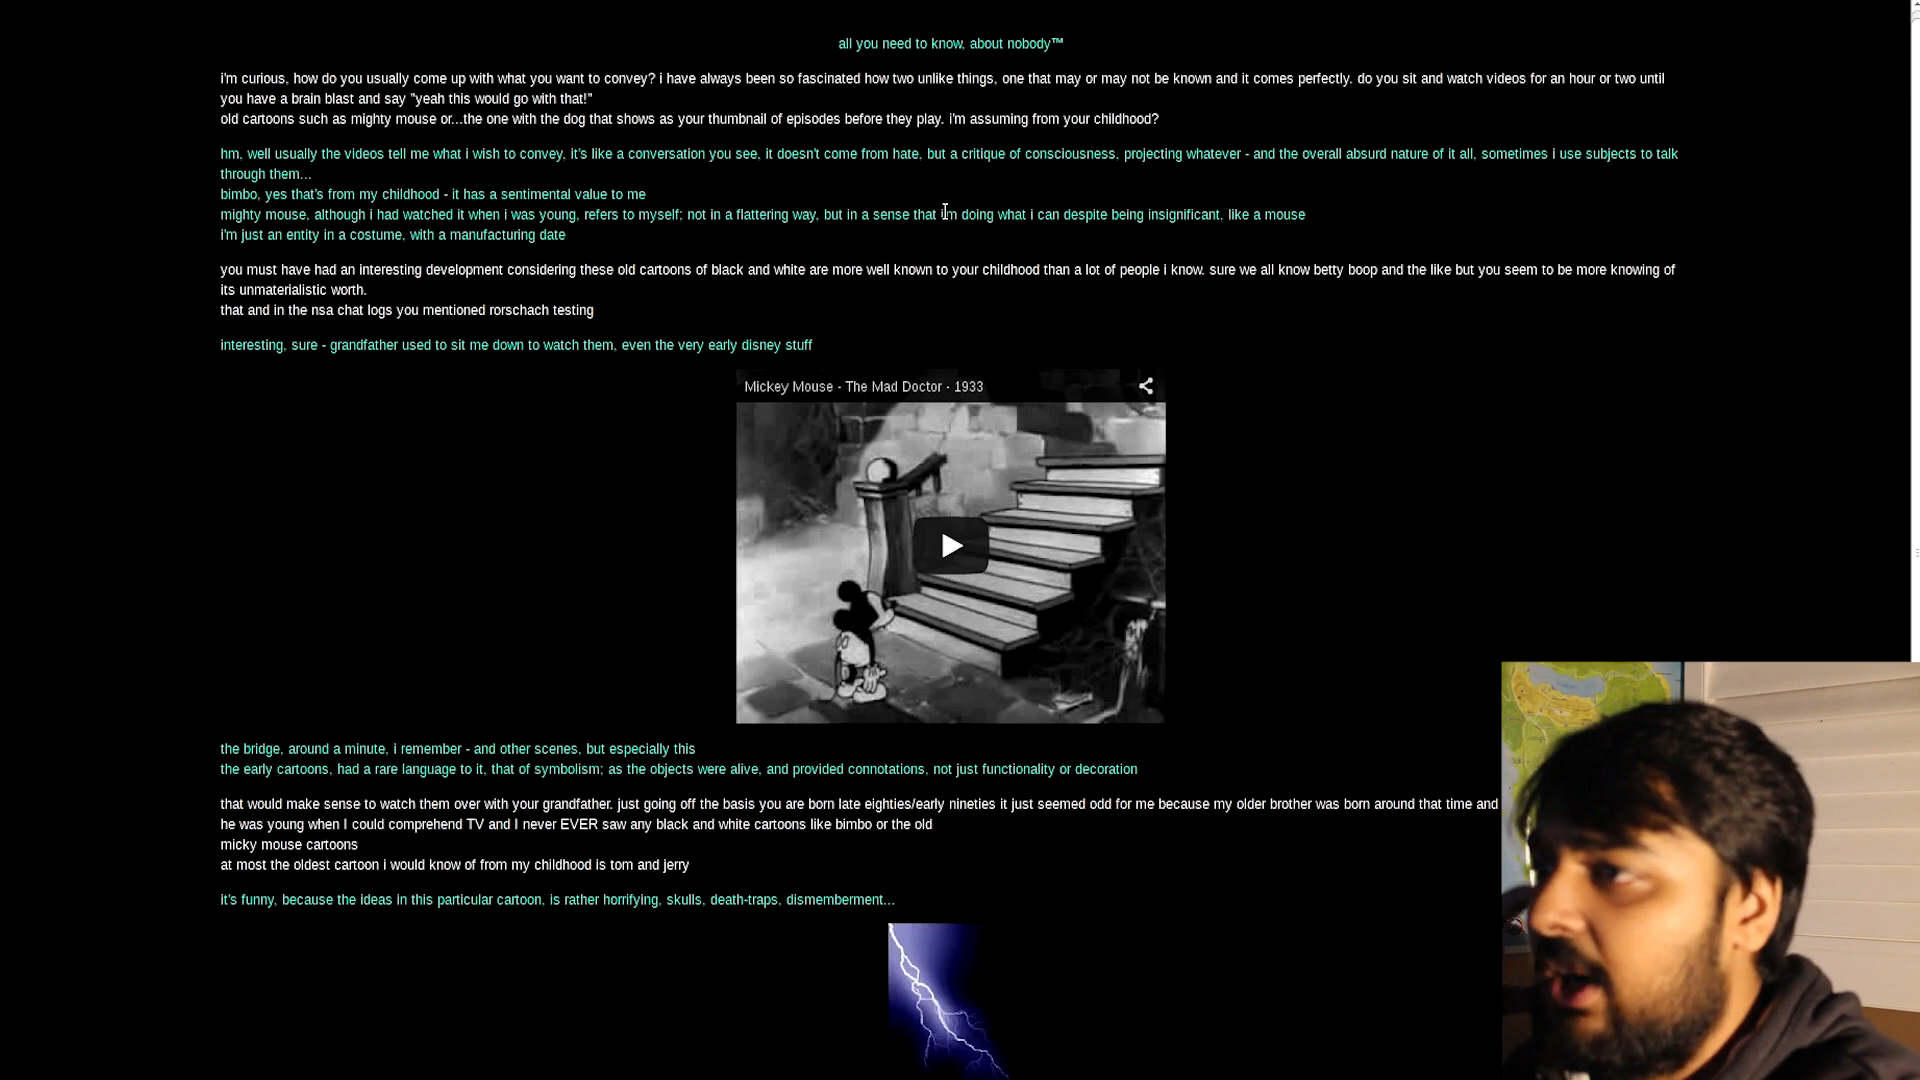 all you need to know, about nobody™
i'm curious, how do you usually come up with what you want to convey? i have always been so fascinated how two unlike things, one that may or may not be known and it comes perfectly. do you sit and watch videos for an hour or two until
you have a brain blast and say "yeah this would go with that!"
old cartoons such as mighty mouse or...the one with the dog that shows as your thumbnail of episodes before they play. i'm assuming from your childhood?
hm, well usually the videos tell me what i wish to convey, it's like a conversation you see, it doesn't come from hate, but a critique of consciousness, projecting whatever - and the overall absurd nature of it all, sometimes i use subjects to talk
through them...
bimbo, yes that's from my childhood - it has a sentimental value to me
mighty mouse, although i had watched it when i was young, refers to myself; not in a flattering way, but in a sense that i'm doing what i can despite being insignificant, like a mouse
i'm just an entity in a costume, with a manufacturing date
you must have had an interesting development considering these old cartoons of black and white are more well known to your childhood than a lot of people i know. sure we all know betty boop and the like but you seem to be more knowing of
its unmaterialistic worth.
that and in the nsa chat logs you mentioned rorschach testing
interesting, sure - grandfather used to sit me down to watch them, even the very early disney stuff
Mickey Mouse - The Mad Doctor - 1933
the bridge, around a minute, i remember - and other scenes, but especially this
the early cartoons, had a rare language to it, that of symbolism; as the objects were alive, and provided connotations, not just functionality or decoration
that would make sense to watch them over with your grandfather. just going off the basis you are born late eighties/early nineties it just seemed odd for me because my older brother was born around that time and
he was young when I could comprehend TV and I never EVER saw any black and white cartoons like bimbo or the old
micky mouse cartoons
at most the oldest cartoon i would know of from my childhood is tom and jerry
it's funny, because the ideas in this particular cartoon, is rather horrifying, skulls, death-traps, dismemberment...